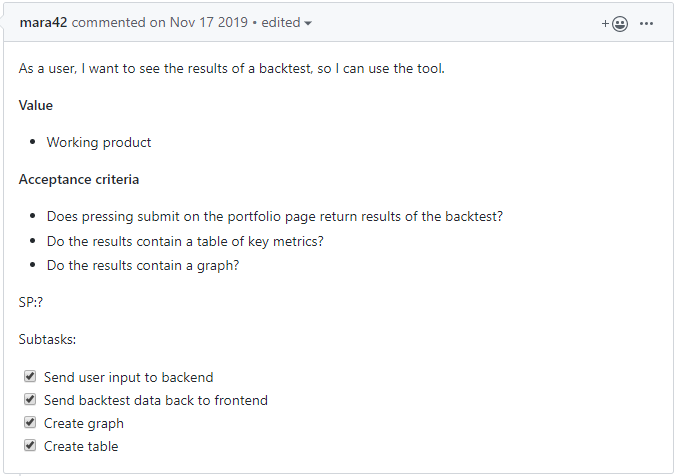 mara42 commented on Nov 17 2019 • edited
As a user, I want to see the results of a backtest, so I can use the tool.
Value
• Working product
Acceptance criteria
• Does pressing submit on the portfolio page return results of the backtest?
• Do the results contain a table of key metrics?
• Do the results contain a graph?
SP:?
Subtasks:
Send user input to backend
Send backtest data back to frontend
Create graph
Create table